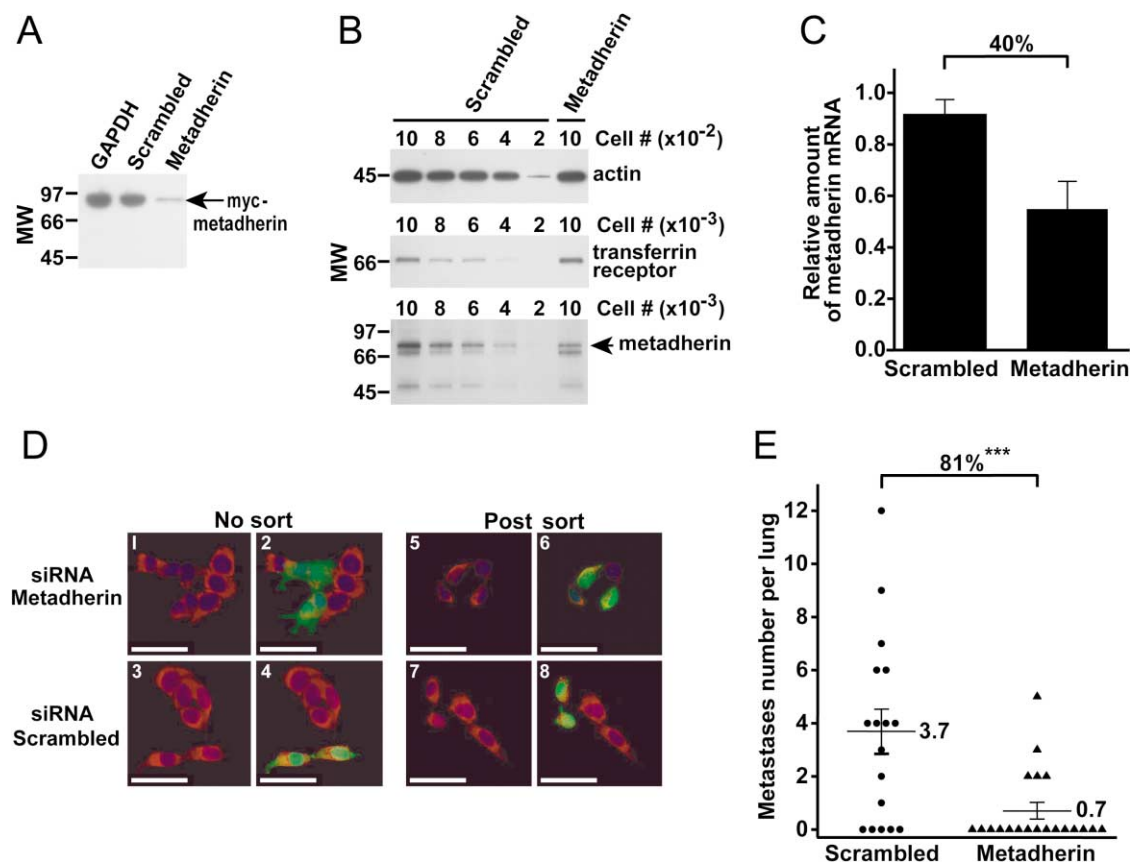 A
GAPDH
Scrambled
Metadherin
97
66
45
MW
myc-
metadherin
B
Scrambled
Metadherin
10 8 6 4 2 10 Cell # (x10-2)
45 actin
10 8 6 4 2 10 Cell # (x10-3)
MW
66 transferrin
receptor
10 8 6 4 2 10 Cell # (x10-3)
97
66
45
metadherin
C
40%
Relative amount
of metadherin mRNA
1.0
0.8
0.6
0.4
0.2
0.0
Scrambled Metadherin
D
No sort Post sort
siRNA
Metadherin
1 2 5 6
siRNA
Scrambled
3 4 7 8
E
81%***
Metastases number per lung
12
10
8
6
4
2
0
3.7
0.7
Scrambled Metadherin